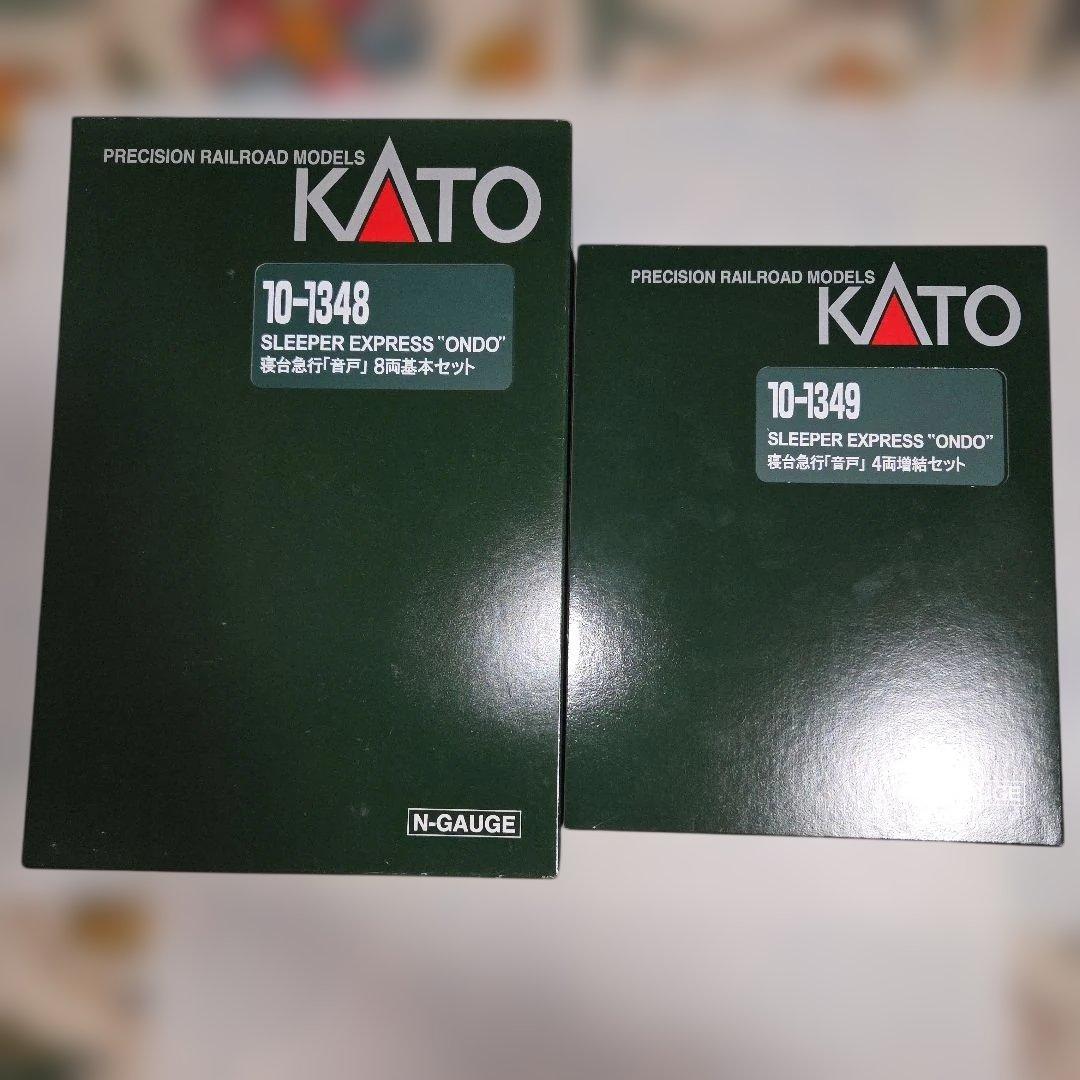 PRECISION RAILROAD MODELS
KATO
10-1348
SLEEPER EXPRESS "ONDO"
寝台急行「音戸」 8両基本セット
N-GAUGE
PRECISION RAILROAD MODELS
KATO
10-1349
SLEEPER EXPRESS "ONDO"
寝台急行「音戸」 4両増結セット